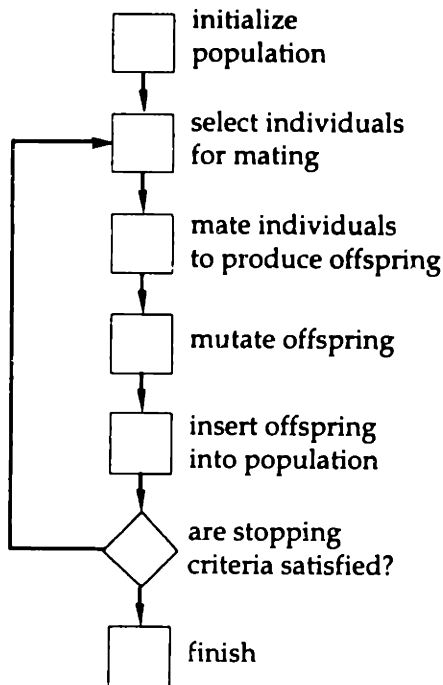 initialize
population
select individuals
for mating
mate individuals
to produce offspring
mutate offspring
insert offspring
into population
are stopping
criteria satisfied?
finish